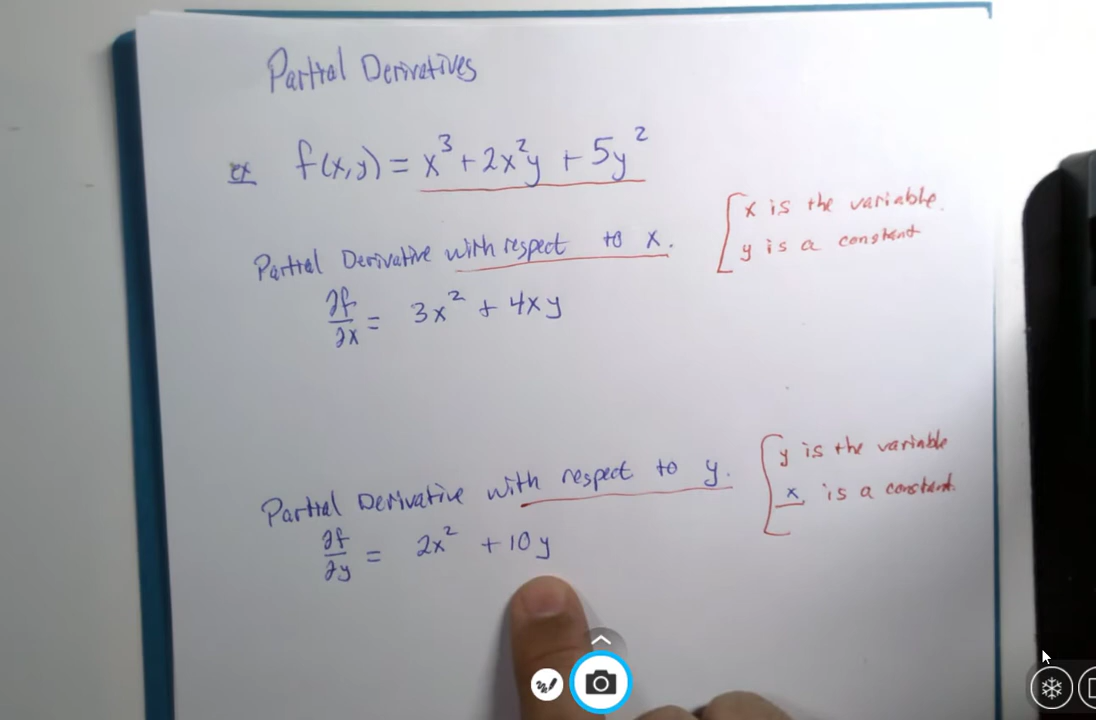 Partial Derivatives
ex f(x,y) = x³ + 2x²y + 5y²
Partial Derivative with respect to x.
x is the variable.
y is a constant
∂f/∂x = 3x² + 4xy
Partial Derivative with respect to y.
y is the variable
x is a constant.
∂f/∂y = 2x² + 10y